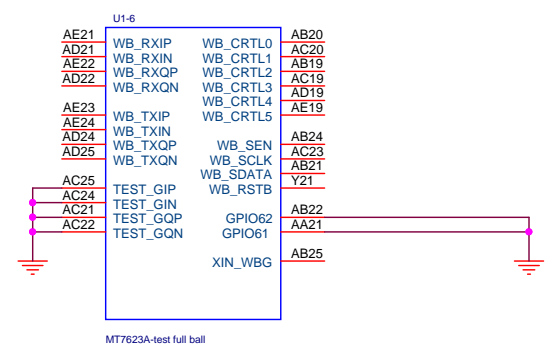 U1-6
AE21 WB_RXIP WB_CRTL0 AB20
AD21 WB_RXIN WB_CRTL1 AC20
AE22 WB_RXQP WB_CRTL2 AB19
AD22 WB_RXQN WB_CRTL3 AC19
WB_CRTL4 AD19
AE23 WB_TXIP WB_CRTL5 AE19
AE24 WB_TXIN
AD24 WB_TXQP WB_SEN AB24
AD25 WB_TXQN WB_SCLK AC23
WB_SDATA AB21
AC25 TEST_GIP WB_RSTB Y21
AC24 TEST_GIN
AC21 TEST_GQP GPIO62 AB22
AC22 TEST_GQN GPIO61 AA21
XIN_WBG AB25
MT7623A-test full ball